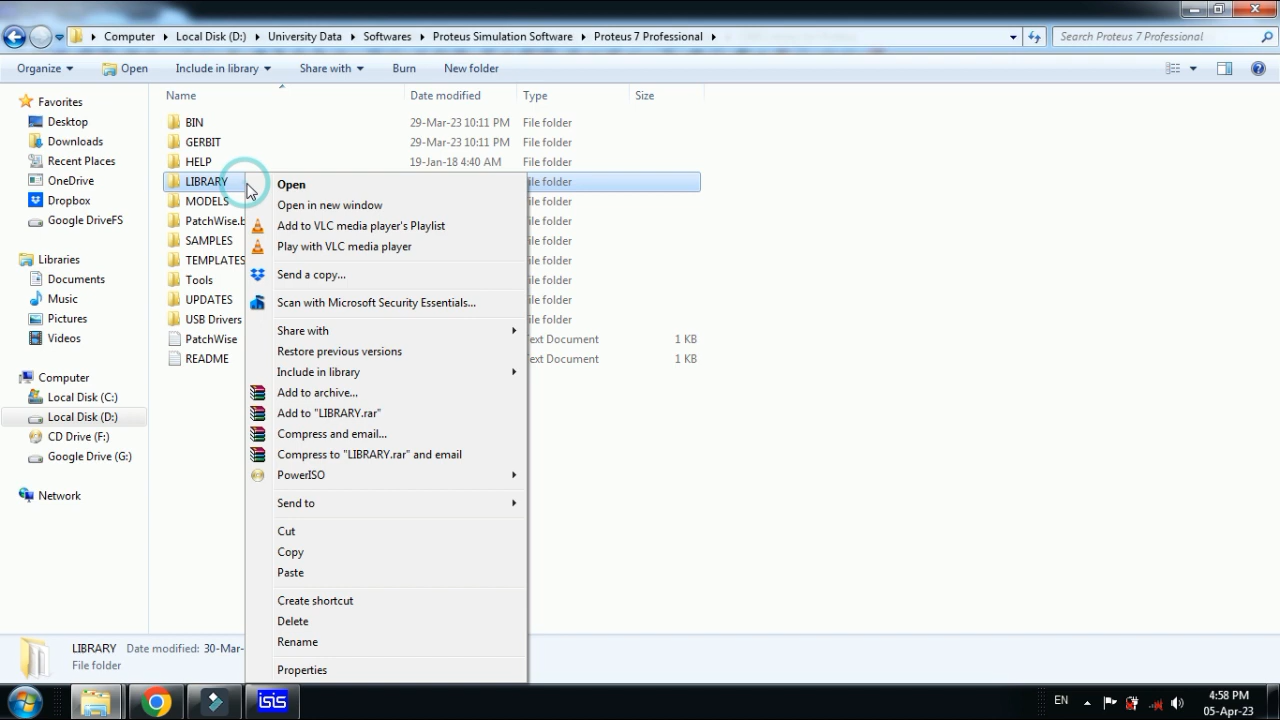 Computer Local Disk (D:) University Data Softwares Proteus Simulation Software Proteus 7 Professional Search Proteus 7 Professional
Organize Open Include in library Share with Burn New folder
Name Date modified Type Size
Favorites
Desktop
Downloads
Recent Places
OneDrive
Dropbox
Google DriveFS
Libraries
Documents
Music
Pictures
Videos
Computer
Local Disk (C:)
Local Disk (D:)
CD Drive (F:)
Google Drive (G:)
Network
BIN 29-Mar-23 10:11 PM File folder
GERBIT 29-Mar-23 10:11 PM File folder
HELP 19-Jan-18 4:40 AM File folder
LIBRARY ile folder
MODELS ile folder
PatchWise.b ile folder
SAMPLES ile folder
TEMPLATES ile folder
Tools ile folder
UPDATES ile folder
USB Drivers ile folder
PatchWise ext Document 1 KB
README ext Document 1 KB
Open
Open in new window
Add to VLC media player's Playlist
Play with VLC media player
Send a copy...
Scan with Microsoft Security Essentials...
Share with
Restore previous versions
Include in library
Add to archive...
Add to "LIBRARY.rar"
Compress and email...
Compress to "LIBRARY.rar" and email
PowerISO
Send to
Cut
Copy
Paste
Create shortcut
Delete
Rename
Properties
LIBRARY Date modified: 30-Mar-
File folder
isis
EN 4:58 PM
05-Apr-23